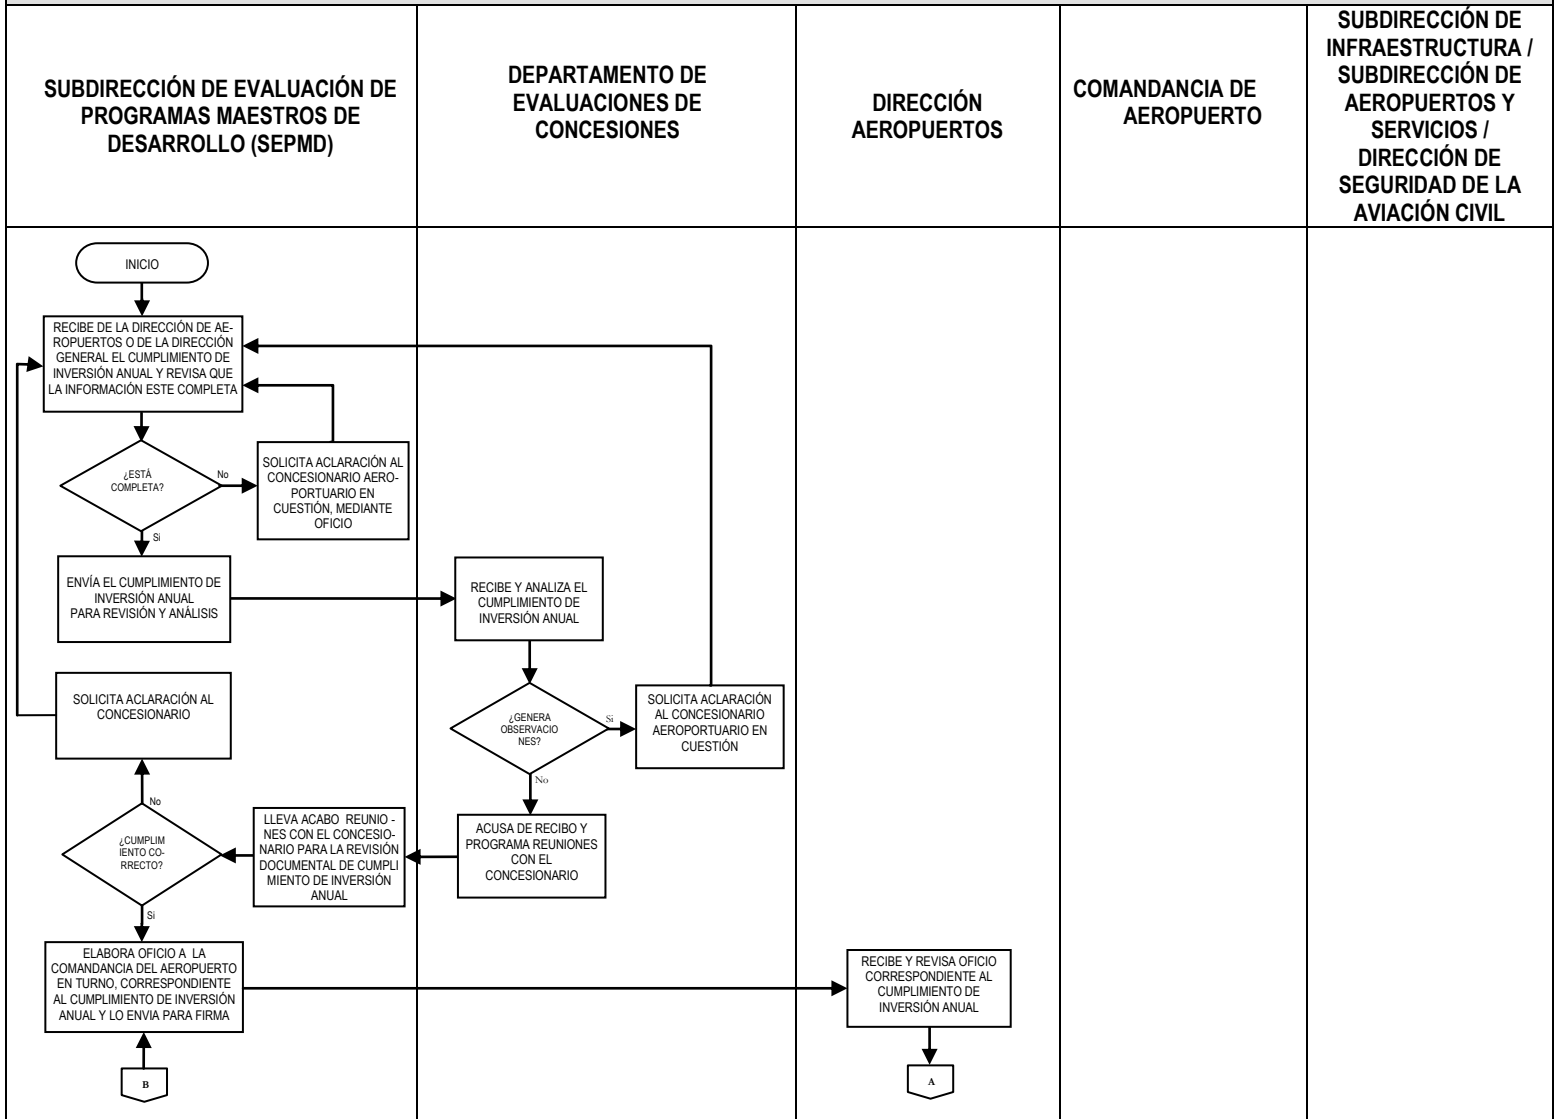 SUBDIRECCIÓN DE EVALUACIÓN DE
PROGRAMAS MAESTROS DE
DESARROLLO (SEPMD)
DEPARTAMENTO DE
EVALUACIONES DE
CONCESIONES
DIRECCIÓN
AEROPUERTOS
COMANDANCIA DE
AEROPUERTO
SUBDIRECCIÓN DE
INFRAESTRUCTURA /
SUBDIRECCIÓN DE
AEROPUERTOS Y
SERVICIOS /
DIRECCIÓN DE
SEGURIDAD DE LA
AVIACIÓN CIVIL
INICIO
RECIBE DE LA DIRECCIÓN DE AE-
ROPUERTOS O DE LA DIRECCIÓN
GENERAL EL CUMPLIMIENTO DE
INVERSIÓN ANUAL Y REVISA QUE
LA INFORMACIÓN ESTE COMPLETA
¿ESTÁ
COMPLETA?
No
SOLICITA ACLARACIÓN AL
CONCESIONARIO AERO-
PORTUARIO EN
CUESTIÓN, MEDIANTE
OFICIO
Si
ENVÍA EL CUMPLIMIENTO DE
INVERSIÓN ANUAL
PARA REVISIÓN Y ANÁLISIS
RECIBE Y ANALIZA EL
CUMPLIMIENTO DE
INVERSIÓN ANUAL
¿GENERA
OBSERVACIO
NES?
Si
SOLICITA ACLARACIÓN
AL CONCESIONARIO
AEROPORTUARIO EN
CUESTIÓN
No
ACUSA DE RECIBO Y
PROGRAMA REUNIONES
CON EL
CONCESIONARIO
LLEVA ACABO REUNIO -
NES CON EL CONCESIO-
NARIO PARA LA REVISIÓN
DOCUMENTAL DE CUMPLI
MIENTO DE INVERSIÓN
ANUAL
¿CUMPLIM
IENTO CO-
RRECTO?
No
SOLICITA ACLARACIÓN AL
CONCESIONARIO
Si
ELABORA OFICIO A LA
COMANDANCIA DEL AEROPUERTO
EN TURNO, CORRESPONDIENTE
AL CUMPLIMIENTO DE INVERSIÓN
ANUAL Y LO ENVIA PARA FIRMA
B
RECIBE Y REVISA OFICIO
CORRESPONDIENTE AL
CUMPLIMIENTO DE
INVERSIÓN ANUAL
A